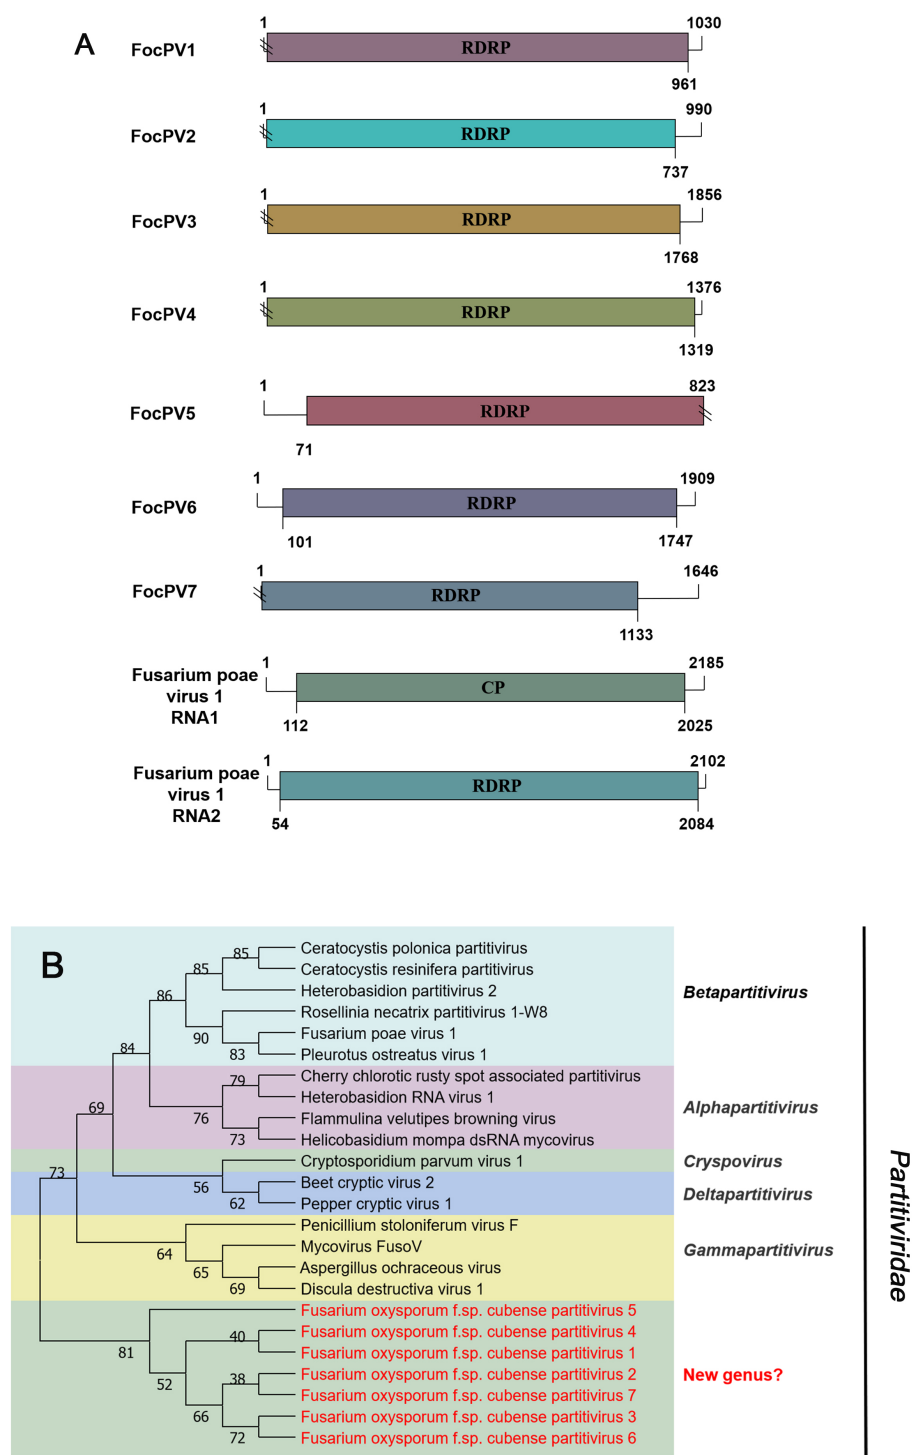 A
1
1030
FocPV1
RDRP
961
1
990
FocPV2
RDRP
737
1
1856
FocPV3
RDRP
1768
1
1376
FocPV4
RDRP
1319
1
823
FocPV5
RDRP
71
1
1909
FocPV6
RDRP
101
1747
1
1646
FocPV7
RDRP
1133
1
2185
Fusarium poae
virus 1
RNA1
CP
112
2025
1
2102
Fusarium poae
virus 1
RNA2
RDRP
54
2084
B
Ceratocystis polonica partitivirus
Ceratocystis resinifera partitivirus
Heterobasidion partitivirus 2
Rosellinia necatrix partitivirus 1-W8
Fusarium poae virus 1
Pleurotus ostreatus virus 1
Cherry chlorotic rusty spot associated partitivirus
Heterobasidion RNA virus 1
Flammulina velutipes browning virus
Helicobasidium mompa dsRNA mycovirus
Cryptosporidium parvum virus 1
Beet cryptic virus 2
Pepper cryptic virus 1
Penicillium stoloniferum virus F
Mycovirus FusoV
Aspergillus ochraceous virus
Discula destructiva virus 1
Fusarium oxysporum f.sp. cubense partitivirus 5
Fusarium oxysporum f.sp. cubense partitivirus 4
Fusarium oxysporum f.sp. cubense partitivirus 1
Fusarium oxysporum f.sp. cubense partitivirus 2
Fusarium oxysporum f.sp. cubense partitivirus 7
Fusarium oxysporum f.sp. cubense partitivirus 3
Fusarium oxysporum f.sp. cubense partitivirus 6
85
85
86
90
83
84
79
76
73
69
56
62
73
64
65
69
81
40
52
38
66
72
Betapartitivirus
Alphapartitivirus
Cryspovirus
Deltapartitivirus
Gammapartitivirus
New genus?
Partitiviridae